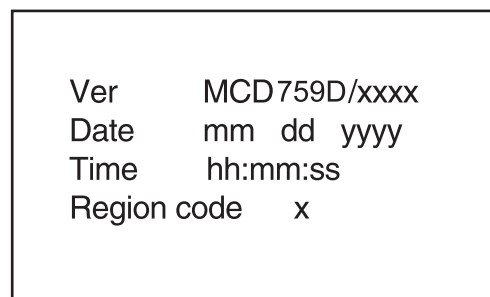 Ver MCD759D/xxxx
Date mm dd yyyy
Time hh:mm:ss
Region code x